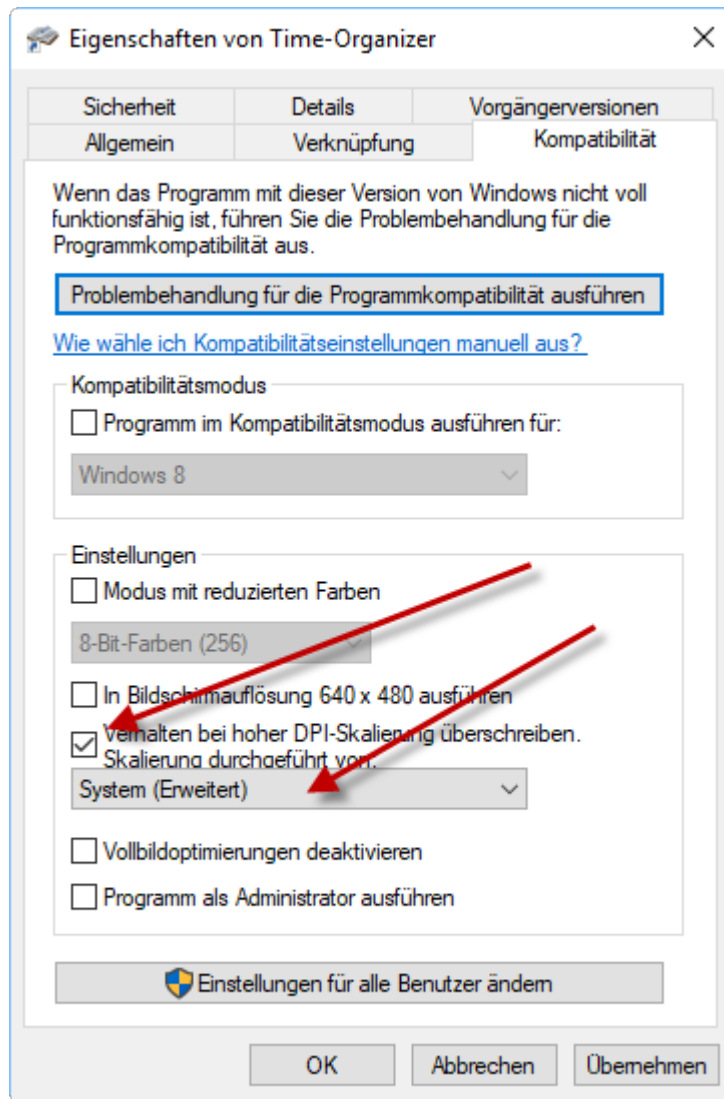 Eigenschaften von Time-Organizer
Sicherheit
Details
Vorgängerversionen
Allgemein
Verknüpfung
Kompatibilität
Wenn das Programm mit dieser Version von Windows nicht voll
funktionsfähig ist, führen Sie die Problembehandlung für die
Programmkompatibilität aus.
Problembehandlung für die Programmkompatibilität ausführen
Wie wähle ich Kompatibilitätseinstellungen manuell aus?
Kompatibilitätsmodus
Programm im Kompatibilitätsmodus ausführen für:
Windows 8
Einstellungen
Modus mit reduzierten Farben
8-Bit-Farben (256)
In Bildschirmauflösung 640 x 480 ausführen
Verhalten bei hoher DPI-Skalierung überschreiben.
Skalierung durchgeführt von:
System (Erweitert)
Vollbildoptimierungen deaktivieren
Programm als Administrator ausführen
Einstellungen für alle Benutzer ändern
OK
Abbrechen
Übernehmen